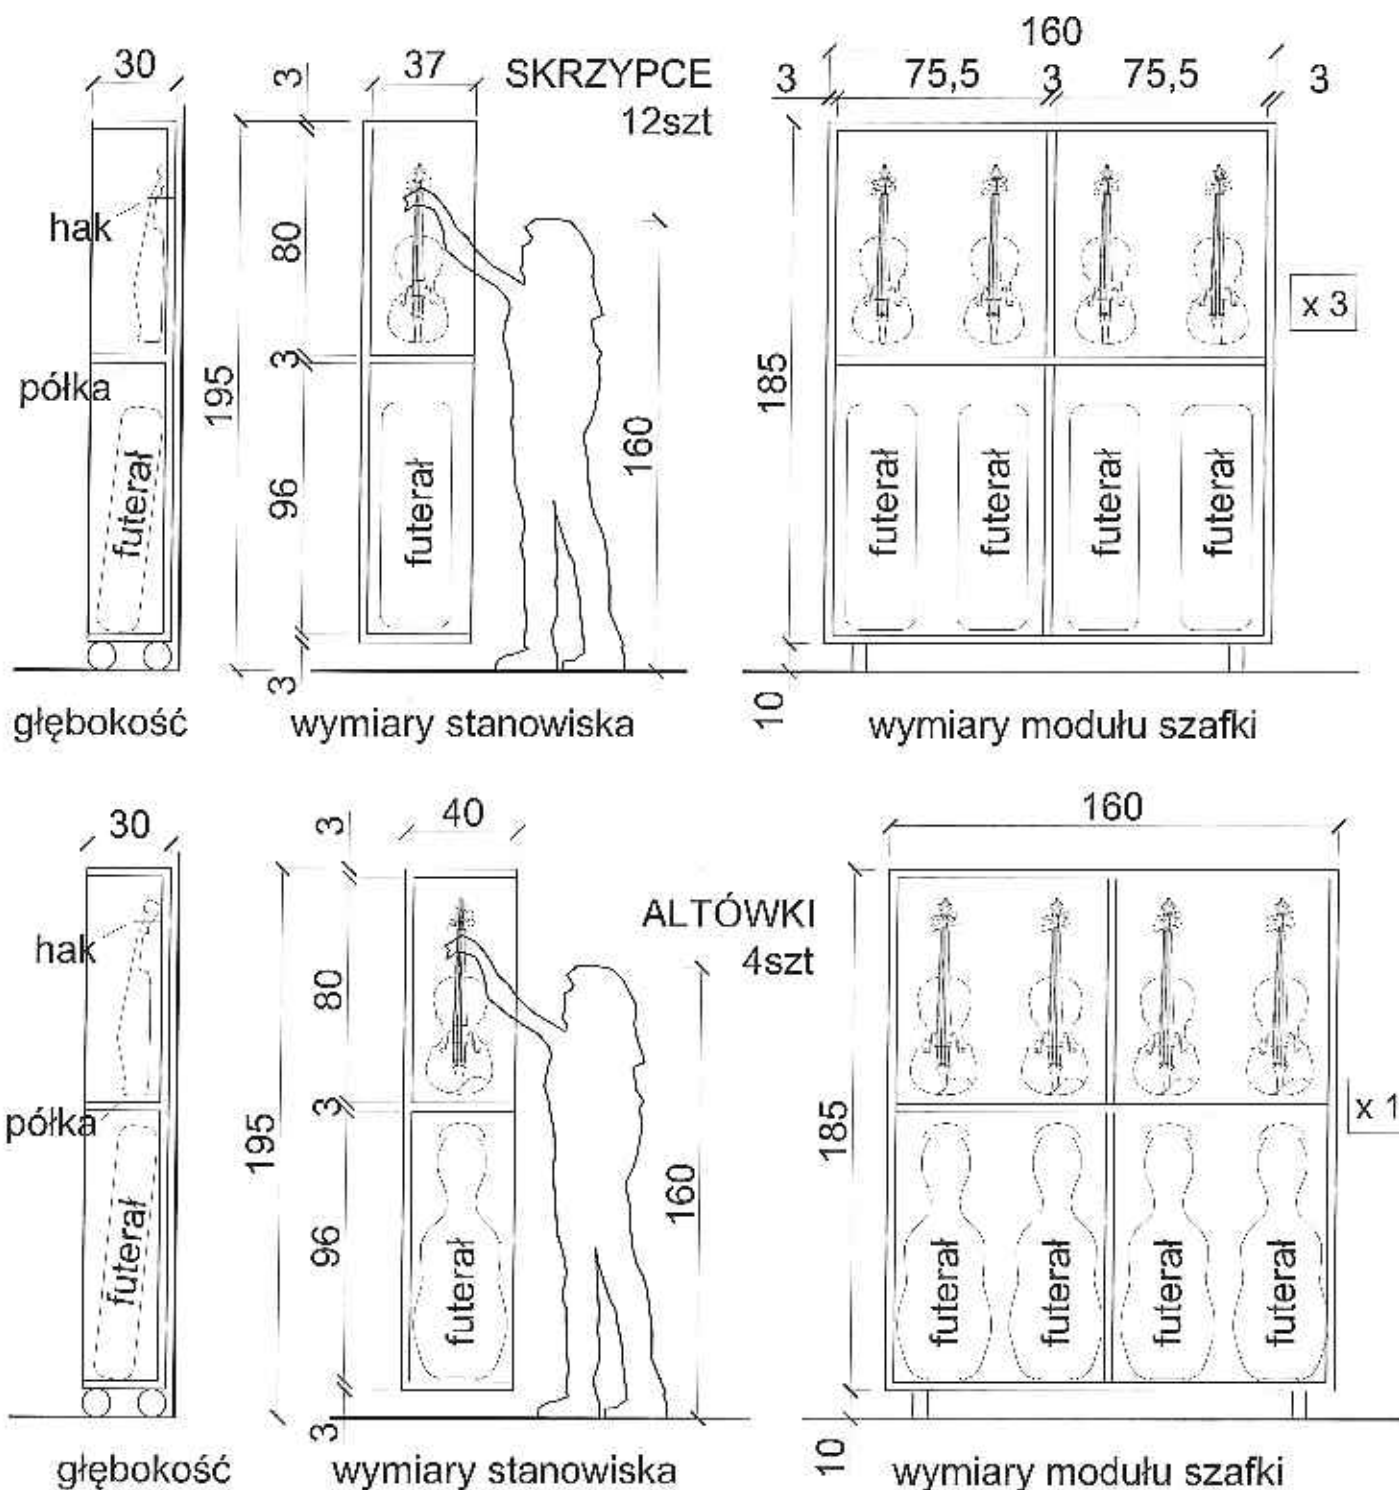 30
3
37
SKRZYPCE
12szt
160
3
75,5
3
75,5
3
hak
80
x 3
półka
3
195
185
160
96
futerał
futerał
futerał
futerał
futerał
futerał
3
10
głębokość
wymiary stanowiska
wymiary modułu szafki
30
3
40
160
ALTÓWKI
4szt
hak
80
półka
3
195
185
x 1
160
96
futerał
futerał
futerał
futerał
futerał
futerał
3
10
głębokość
wymiary stanowiska
wymiary modułu szafki